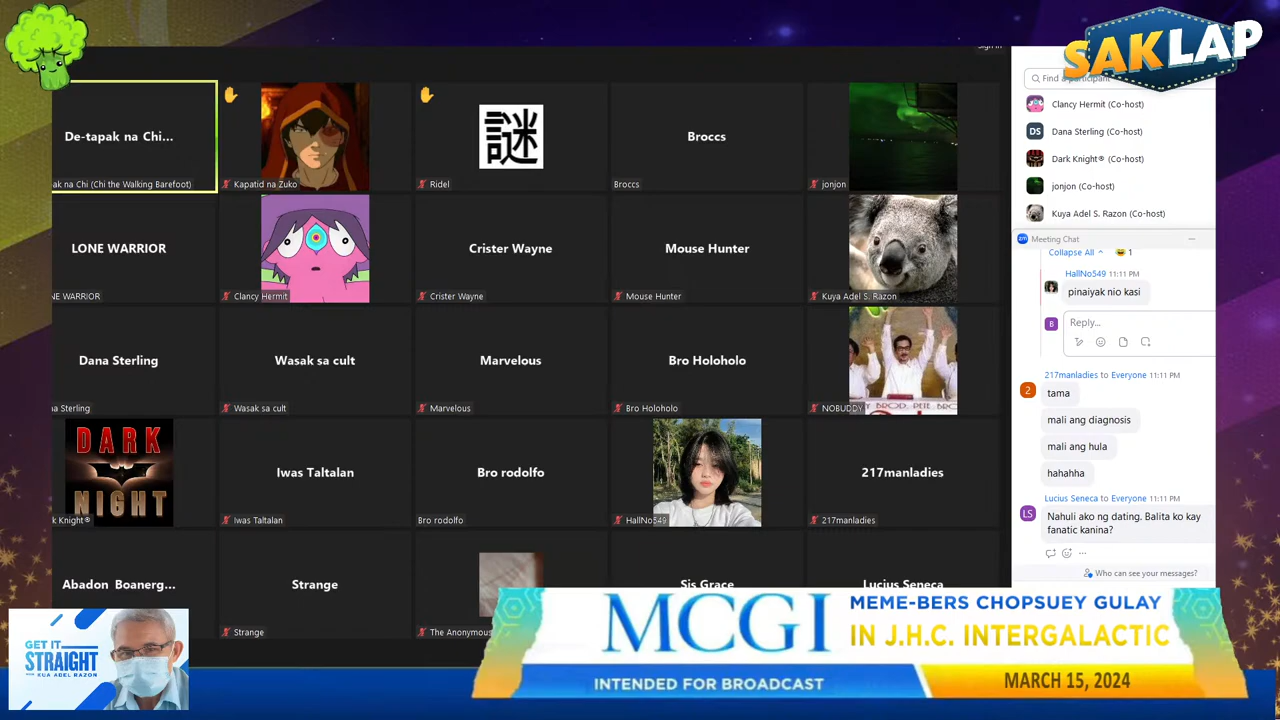 SAKLAP
De-tapak na Chi...
ak na Chi (Chi the Walking Barefoot)
Kapatid na Zuko
謎
Ridel
Broccs
Broccs
jonjon
LONE WARRIOR
NE WARRIOR
Clancy Hermit
Crister Wayne
Crister Wayne
Mouse Hunter
Mouse Hunter
Kuya Adel S. Razon
Dana Sterling
a Sterling
Wasak sa cult
Wasak sa cult
Marvelous
Marvelous
Bro Holoholo
Bro Holoholo
NOBUDDY
BROD. PETE
DARK
NIGHT
k Knight®
Iwas Taltalan
Iwas Taltalan
Bro rodolfo
Bro rodolfo
HallNo549
217manladies
217manladies
Abadon Boanerg...
Strange
Strange
The Anonymous
Sis Grace
Lucius Seneca
Find a participant
Clancy Hermit (Co-host)
DS Dana Sterling (Co-host)
Dark Knight® (Co-host)
jonjon (Co-host)
Kuya Adel S. Razon (Co-host)
zm Meeting Chat
Collapse All 1
HallNo549 11:11 PM
pinaiyak nio kasi
B Reply...
217manladies to Everyone 11:11 PM
2 tama
mali ang diagnosis
mali ang hula
hahahha
Lucius Seneca to Everyone 11:11 PM
LS Nahuli ako ng dating. Balita ko kay
fanatic kanina?
...
Who can see your messages?
GET IT
STRAIGHT
KUA ADEL RAZON
MCGI
MEME-BERS CHOPSUEY GULAY
IN J.H.C. INTERGALACTIC
INTENDED FOR BROADCAST
MARCH 15, 2024